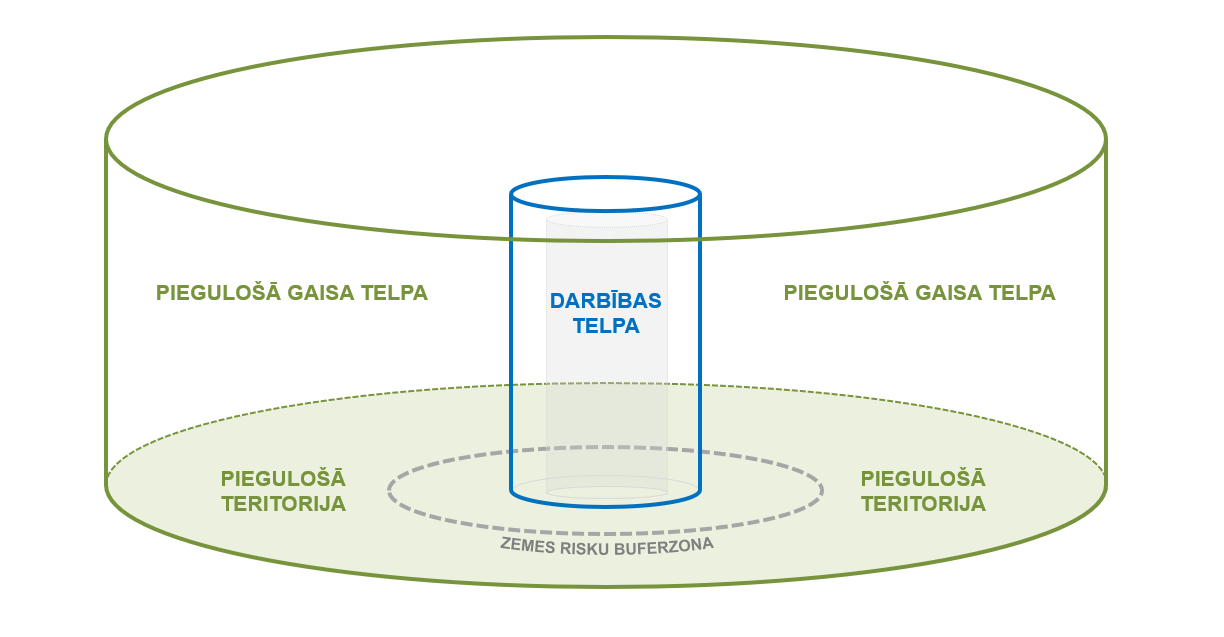 PIEGULOŠĀ GAISA TELPA
DARBĪBAS
TELPA
PIEGULOŠĀ GAISA TELPA
PIEGULOŠĀ
TERITORIJA
PIEGULOŠĀ
TERITORIJA
ZEMES RISKU BUFERZONA